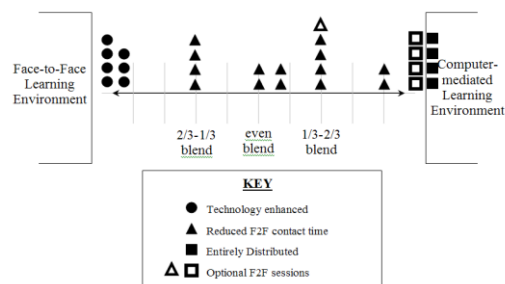 Face-to-Face
Learning
Environment
Computer-
mediated
Learning
Environment
2/3-1/3
blend
even
blend
1/3-2/3
blend
KEY
Technology enhanced
Reduced F2F contact time
Entirely Distributed
Optional F2F sessions